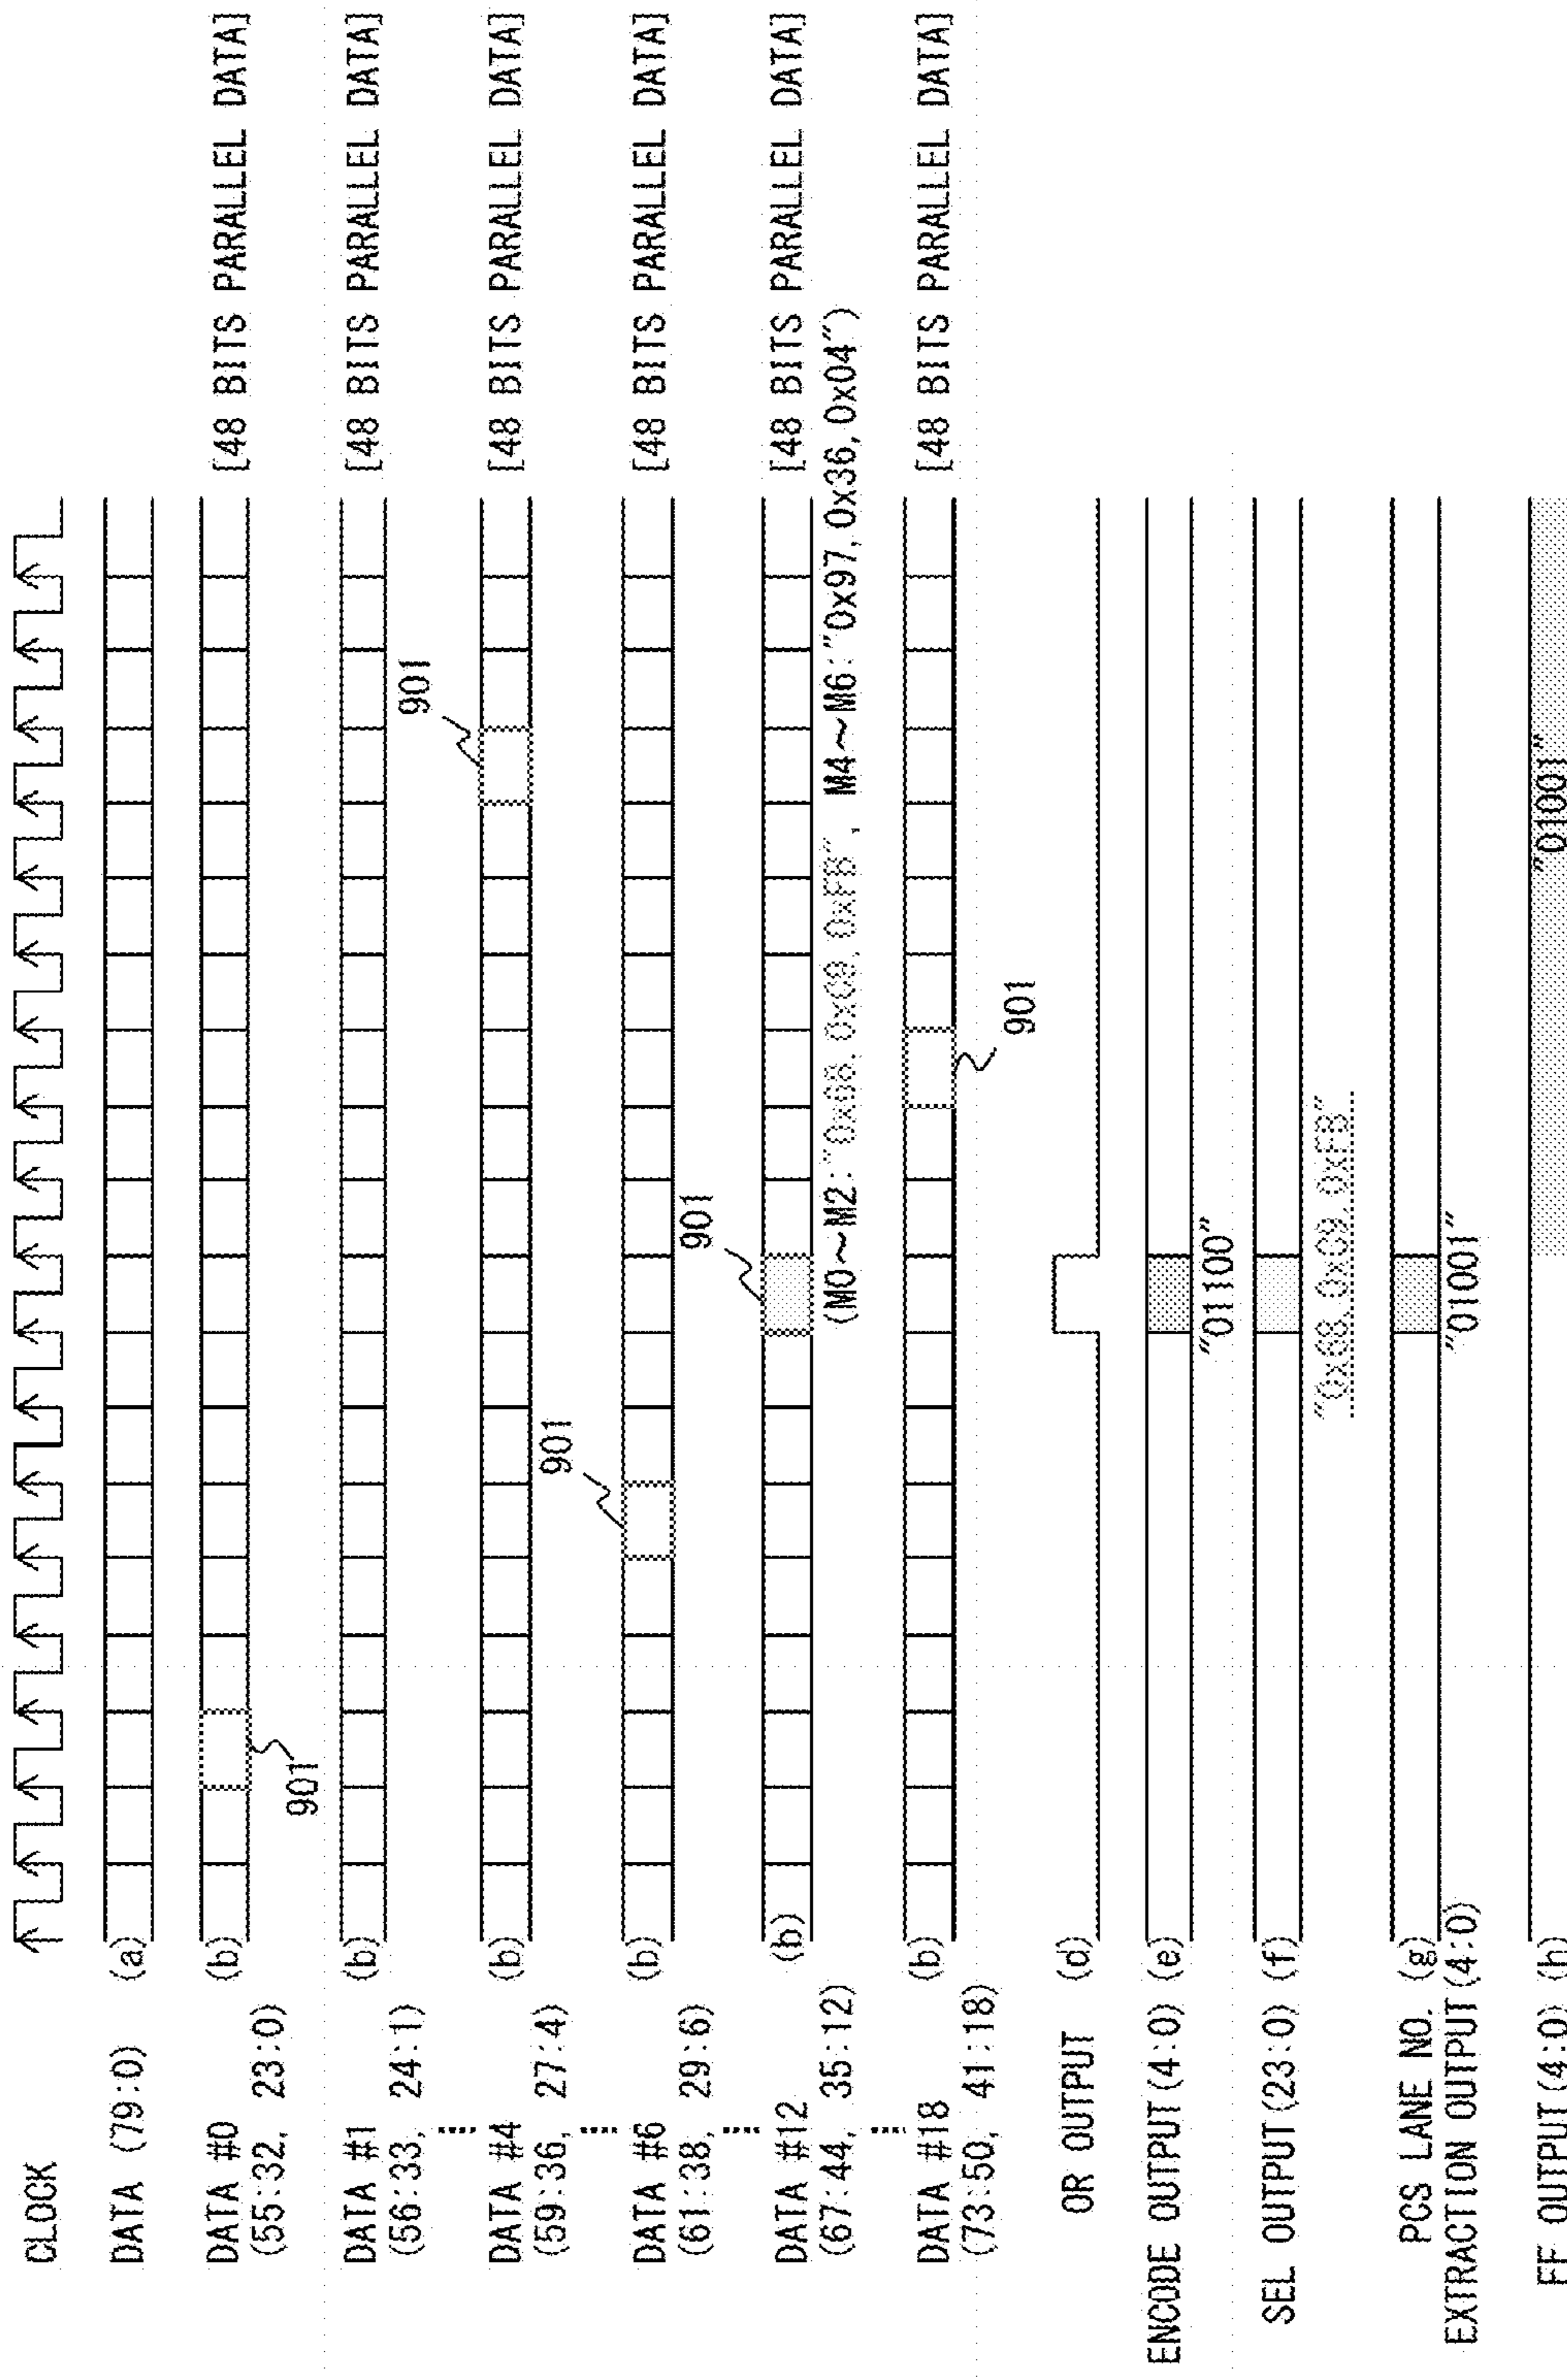 CLOCK
DATA (79:0) (a)
DATA #0 (b) [48 BITS PARALLEL DATA]
(55:32, 23:0)
901
DATA #1 (b) [48 BITS PARALLEL DATA]
(56:33, 24:1)
901
DATA #4 (b) [48 BITS PARALLEL DATA]
(59:36, 27:4)
901
DATA #6 (b) [48 BITS PARALLEL DATA]
(61:38, 29:6)
901
DATA #12 (b) [48 BITS PARALLEL DATA]
(67:44, 35:12) (M0~M2:"0x68, 0xC9, 0xFB", M4~M6:"0x97, 0x36, 0x04")
DATA #18 (b) [48 BITS PARALLEL DATA]
(73:50, 41:18)
901
OR OUTPUT (d)
ENCODE OUTPUT (4:0) (e)
"01100"
SEL OUTPUT (23:0) (f)
"0x68, 0xC9, 0xFB"
PCS LANE NO. (g)
EXTRACTION OUTPUT (4:0)
"01001"
FF OUTPUT (4:0) (h) "01001"